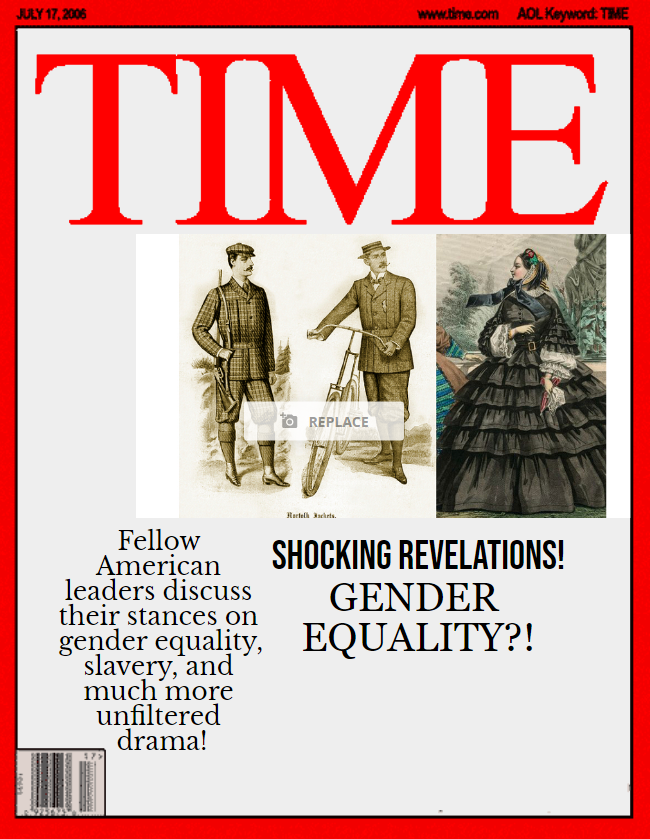 JULY 17, 2006 www.time.com AOL Keyword: TIME
TIME
REPLACE
Norfolk Jackets.
Fellow
American
leaders discuss
their stances on
gender equality,
slavery, and
much more
unfiltered
drama!
SHOCKING REVELATIONS!
GENDER
EQUALITY?!